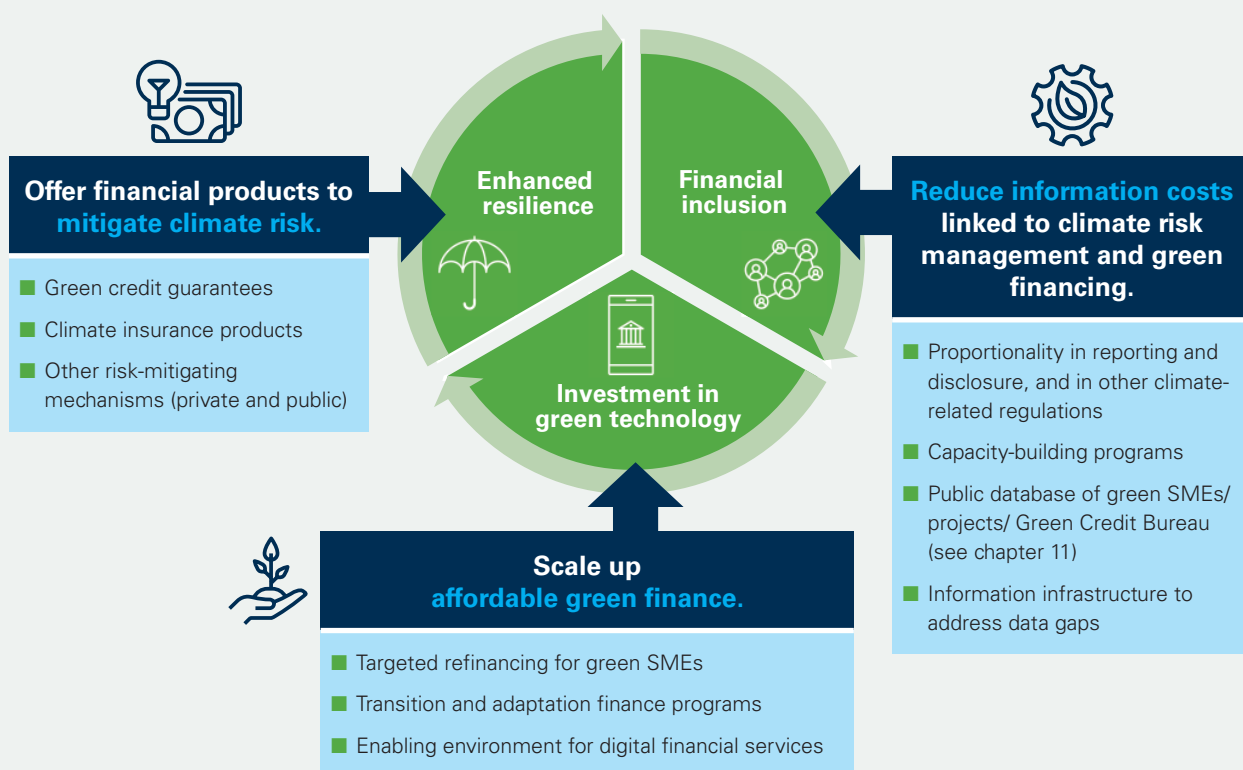 Offer financial products to
mitigate climate risk.
Green credit guarantees
Climate insurance products
Other risk-mitigating
mechanisms (private and public)
Enhanced
resilience
Financial
inclusion
Investment in
green technology
Reduce information costs
linked to climate risk
management and green
financing.
Proportionality in reporting and
disclosure, and in other climate-
related regulations
Capacity-building programs
Public database of green SMEs/
projects/ Green Credit Bureau
(see chapter 11)
Information infrastructure to
address data gaps
Scale up
affordable green finance.
Targeted refinancing for green SMEs
Transition and adaptation finance programs
Enabling environment for digital financial services